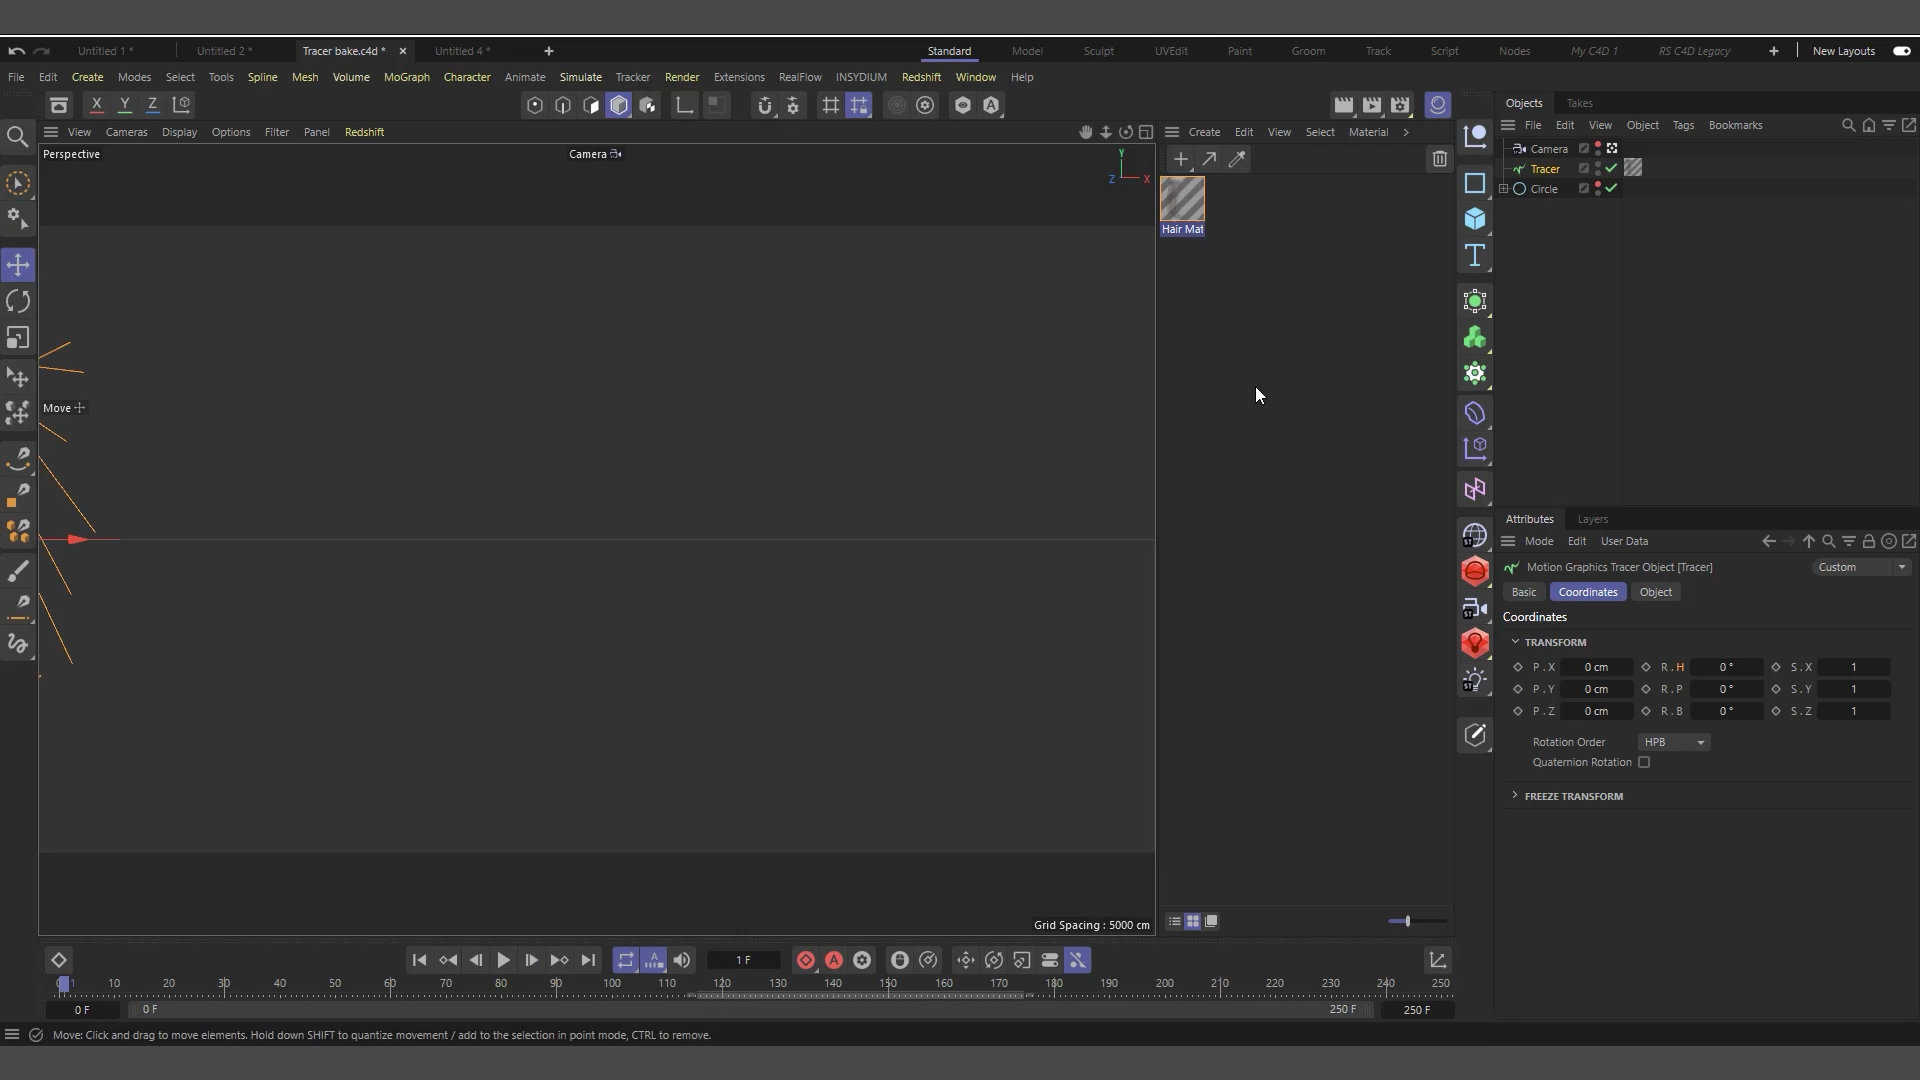 Untitled 1 *
Untitled 2 *
Tracer bake.c4d *
Untitled 4 *
Standard
Model
Sculpt
UVEdit
Paint
Groom
Track
Script
Nodes
My C4D 1
RS C4D Legacy
New Layouts
File Edit Create Modes Select Tools Spline Mesh Volume MoGraph Character Animate Simulate Tracker Render Extensions RealFlow INSYDIUM Redshift Window Help
X Y Z
Objects Takes
View Cameras Display Options Filter Panel Redshift
Create Edit View Select Material
File Edit View Object Tags Bookmarks
Perspective
Camera
Y
Z X
Camera
Tracer
Circle
Hair Mat
Move
Attributes Layers
Mode Edit User Data
Motion Graphics Tracer Object [Tracer]
Custom
Basic Coordinates Object
Coordinates
TRANSFORM
P . X 0 cm R . H 0 ° S . X 1
P . Y 0 cm R . P 0 ° S . Y 1
P . Z 0 cm R . B 0 ° S . Z 1
Rotation Order HPB
Quaternion Rotation
FREEZE TRANSFORM
Grid Spacing : 5000 cm
1 F
10 20 30 40 50 60 70 80 90 100 110 120 130 140 150 160 170 180 190 200 210 220 230 240 250
0 F 0 F 250 F 250 F
Move: Click and drag to move elements. Hold down SHIFT to quantize movement / add to the selection in point mode, CTRL to remove.